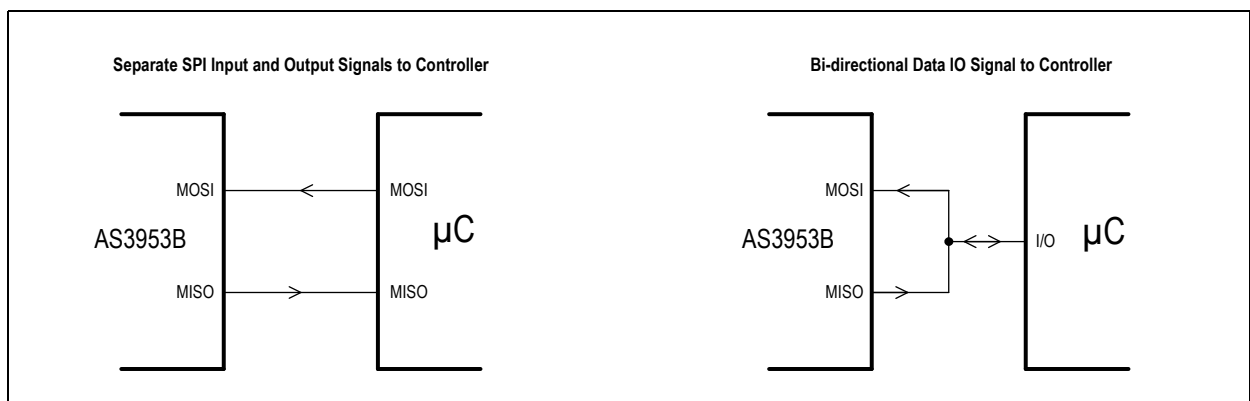 Separate SPI Input and Output Signals to Controller
MOSI
MOSI
AS3953B
µC
MISO
MISO
Bi-directional Data IO Signal to Controller
MOSI
AS3953B
I/O
µC
MISO